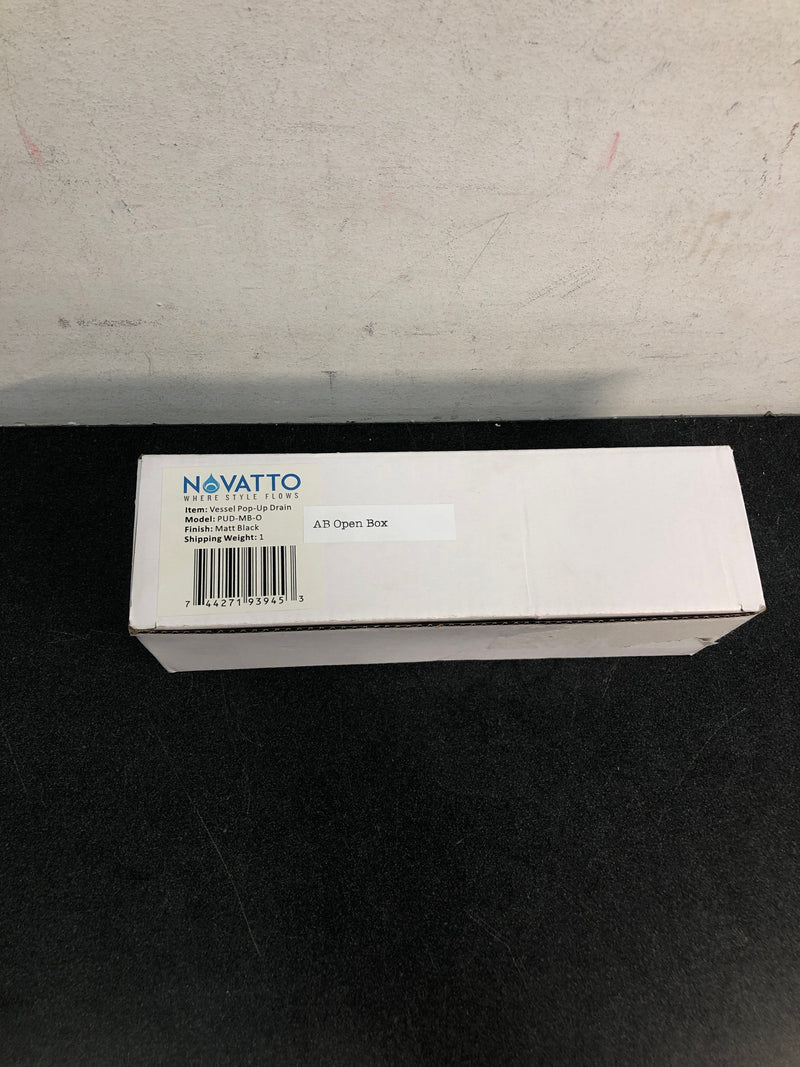 NOVATTO
WHERE STYLE FLOWS
Item: Vessel Pop-Up Drain
Model: PUD-MB-O
Finish: Matt Black
Shipping Weight: 1
7 44271 93945 3
AB Open Box